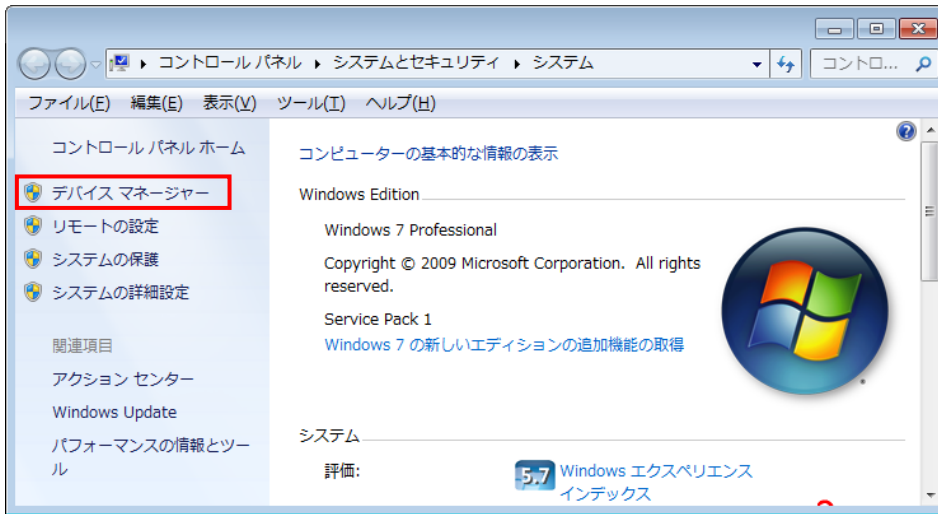 コントロール パネル ▸ システムとセキュリティ ▸ システム
コントロ...
ファイル(F) 編集(E) 表示(V) ツール(T) ヘルプ(H)
コントロール パネル ホーム
デバイス マネージャー
リモートの設定
システムの保護
システムの詳細設定
関連項目
アクション センター
Windows Update
パフォーマンスの情報とツー
ル
コンピューターの基本的な情報の表示
Windows Edition
Windows 7 Professional
Copyright © 2009 Microsoft Corporation. All rights
reserved.
Service Pack 1
Windows 7 の新しいエディションの追加機能の取得
システム
評価:
5.7 Windows エクスペリエンス
インデックス